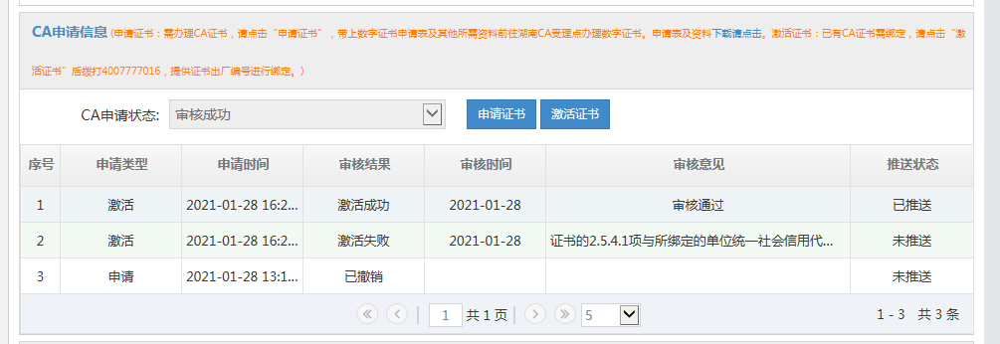 CA申请信息 (申请证书：需办理CA证书，请点击“申请证书”，带上数字证书申请表及其他所需资料前往湖南CA受理点办理数字证书。申请表及资料下载请点击。激活证书：已有CA证书需绑定，请点击“激
活证书”后拨打4007777016，提供证书出厂编号进行绑定。)
CA申请状态: 审核成功 申请证书 激活证书
序号 申请类型 申请时间 审核结果 审核时间 审核意见 推送状态
1 激活 2021-01-28 16:2... 激活成功 2021-01-28 审核通过 已推送
2 激活 2021-01-28 16:2... 激活失败 2021-01-28 证书的2.5.4.1项与所绑定的单位统一社会信用代... 未推送
3 申请 2021-01-28 13:1... 已撤销 未推送
1 共 1 页 5 1 - 3 共 3 条